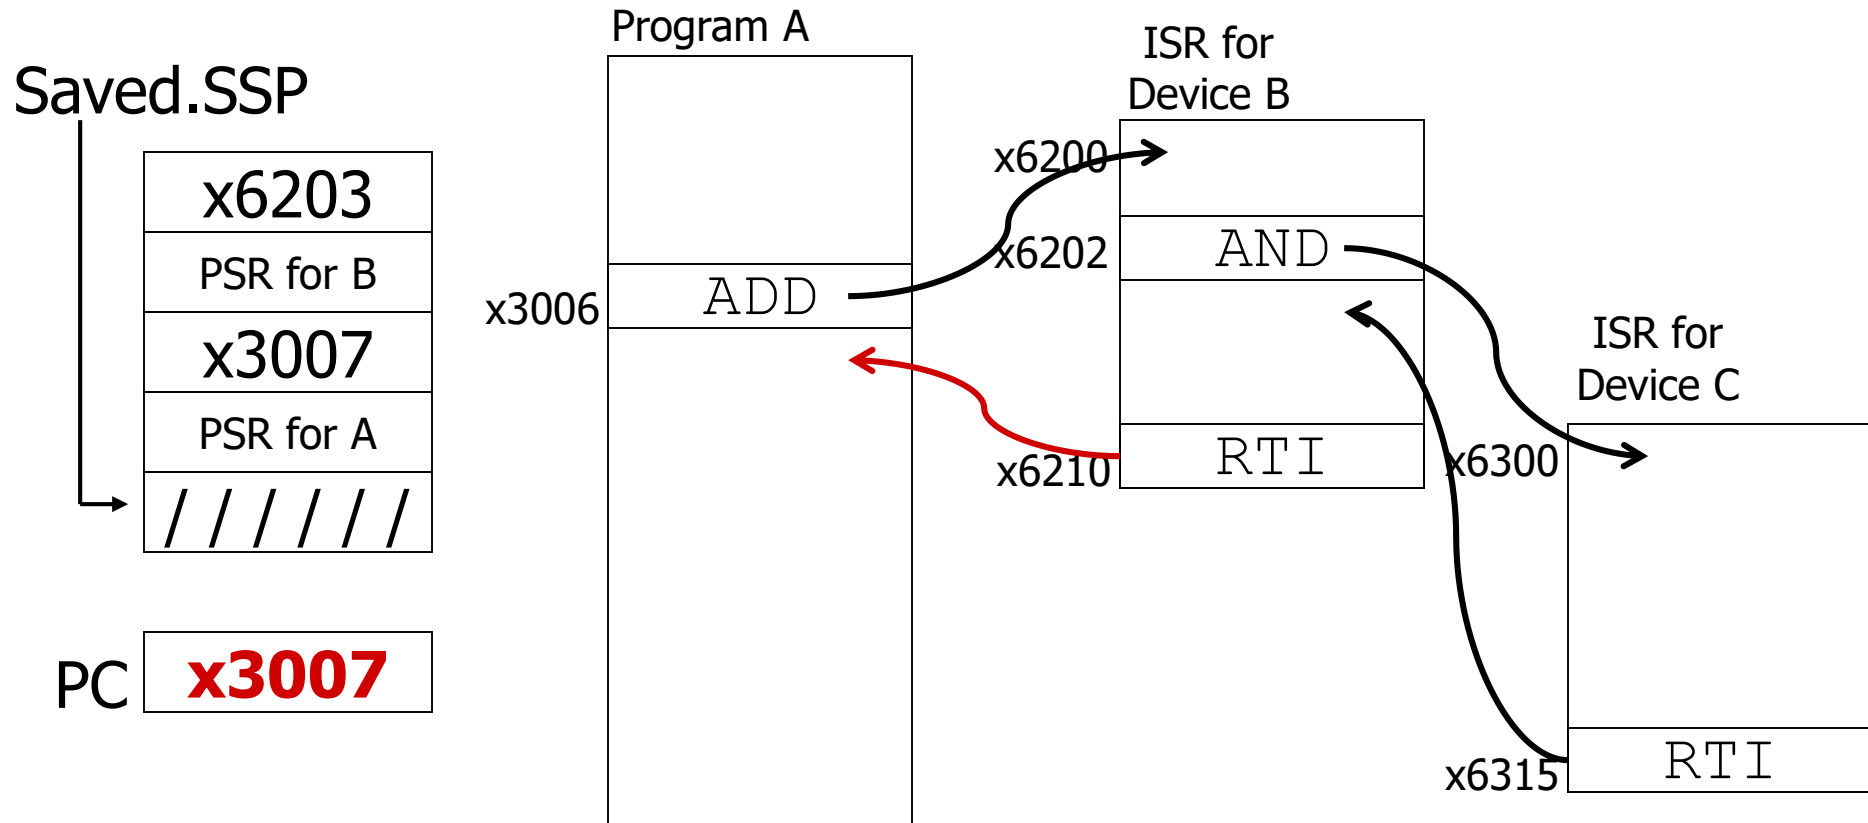 Saved.SSP
x6203
PSR for B
x3007
PSR for A
//////
PC
x3007
Program A
x3006
ADD
ISR for
Device B
x6200
x6202
AND
x6210
RTI
ISR for
Device C
x6300
x6315
RTI